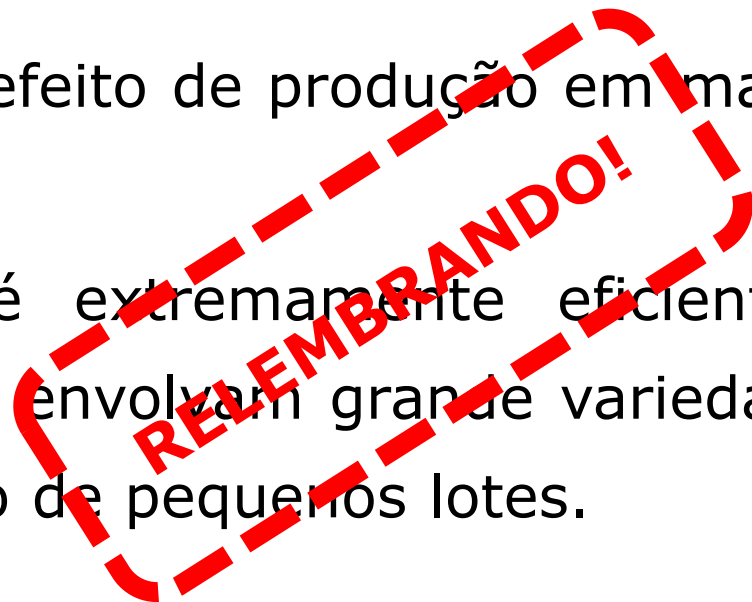 efeito de produção em ma
é extremamente eficient
envolvam grande varieda
o de pequenos lotes.
RELEMBRANDO!